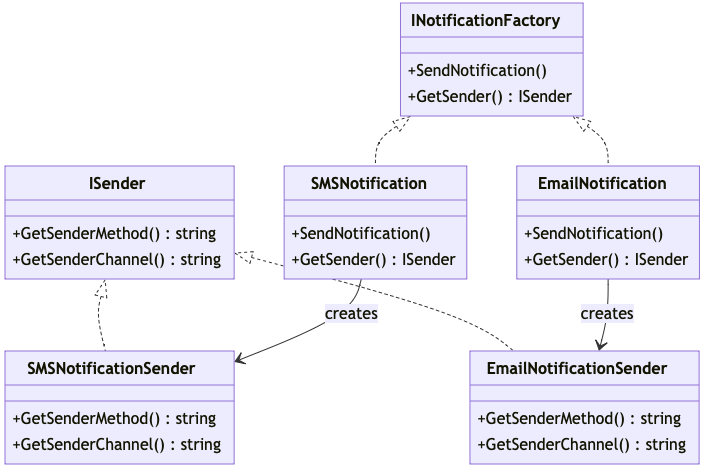 INotificationFactory
+SendNotification()
+GetSender() : ISender
ISender
+GetSenderMethod() : string
+GetSenderChannel() : string
SMSNotification
+SendNotification()
+GetSender() : ISender
EmailNotification
+SendNotification()
+GetSender() : ISender
creates
creates
SMSNotificationSender
+GetSenderMethod() : string
+GetSenderChannel() : string
EmailNotificationSender
+GetSenderMethod() : string
+GetSenderChannel() : string